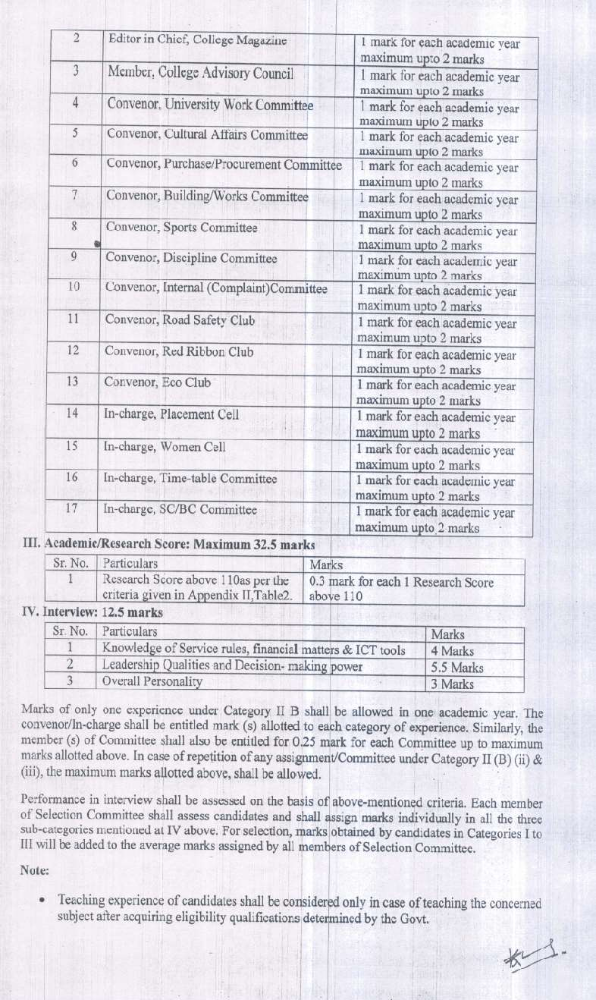 2 Editor in Chief, College Magazine 1 mark for each academic year
maximum upto 2 marks
3 Member, College Advisory Council 1 mark for each academic year
maximum upto 2 marks
4 Convenor, University Work Committee 1 mark for each academic year
maximum upto 2 marks
5 Convenor, Cultural Affairs Committee 1 mark for each academic year
maximum upto 2 marks
6 Convenor, Purchase/Procurement Committee 1 mark for each academic year
maximum upto 2 marks
7 Convenor, Building/Works Committee 1 mark for each academic year
maximum upto 2 marks
8 Convenor, Sports Committee 1 mark for each academic year
maximum upto 2 marks
9 Convenor, Discipline Committee 1 mark for each academic year
maximum upto 2 marks
10 Convenor, Internal (Complaint)Committee 1 mark for each academic year
maximum upto 2 marks
11 Convenor, Road Safety Club 1 mark for each academic year
maximum upto 2 marks
12 Convenor, Red Ribbon Club 1 mark for each academic year
maximum upto 2 marks
13 Convenor, Eco Club 1 mark for each academic year
maximum upto 2 marks
14 In-charge, Placement Cell 1 mark for each academic year
maximum upto 2 marks
15 In-charge, Women Cell 1 mark for each academic year
maximum upto 2 marks
16 In-charge, Time-table Committee 1 mark for each academic year
maximum upto 2 marks
17 In-charge, SC/BC Committee 1 mark for each academic year
maximum upto 2 marks
III. Academic/Research Score: Maximum 32.5 marks
Sr. No. Particulars Marks
1 Research Score above 110as per the 0.3 mark for each 1 Research Score
criteria given in Appendix II,Table2. above 110
IV. Interview: 12.5 marks
Sr. No. Particulars Marks
1 Knowledge of Service rules, financial matters & ICT tools 4 Marks
2 Leadership Qualities and Decision- making power 5.5 Marks
3 Overall Personality 3 Marks
Marks of only one experience under Category II B shall be allowed in one academic year. The
convenor/In-charge shall be entitled mark (s) allotted to each category of experience. Similarly, the
member (s) of Committee shall also be entitled for 0.25 mark for each Committee up to maximum
marks allotted above. In case of repetition of any assignment/Committee under Category II (B) (ii) &
(iii), the maximum marks allotted above, shall be allowed.
Performance in interview shall be assessed on the basis of above-mentioned criteria. Each member
of Selection Committee shall assess candidates and shall assign marks individually in all the three
sub-categories mentioned at IV above. For selection, marks obtained by candidates in Categories I to
III will be added to the average marks assigned by all members of Selection Committee.
Note:
• Teaching experience of candidates shall be considered only in case of teaching the concerned
subject after acquiring eligibility qualifications determined by the Govt.